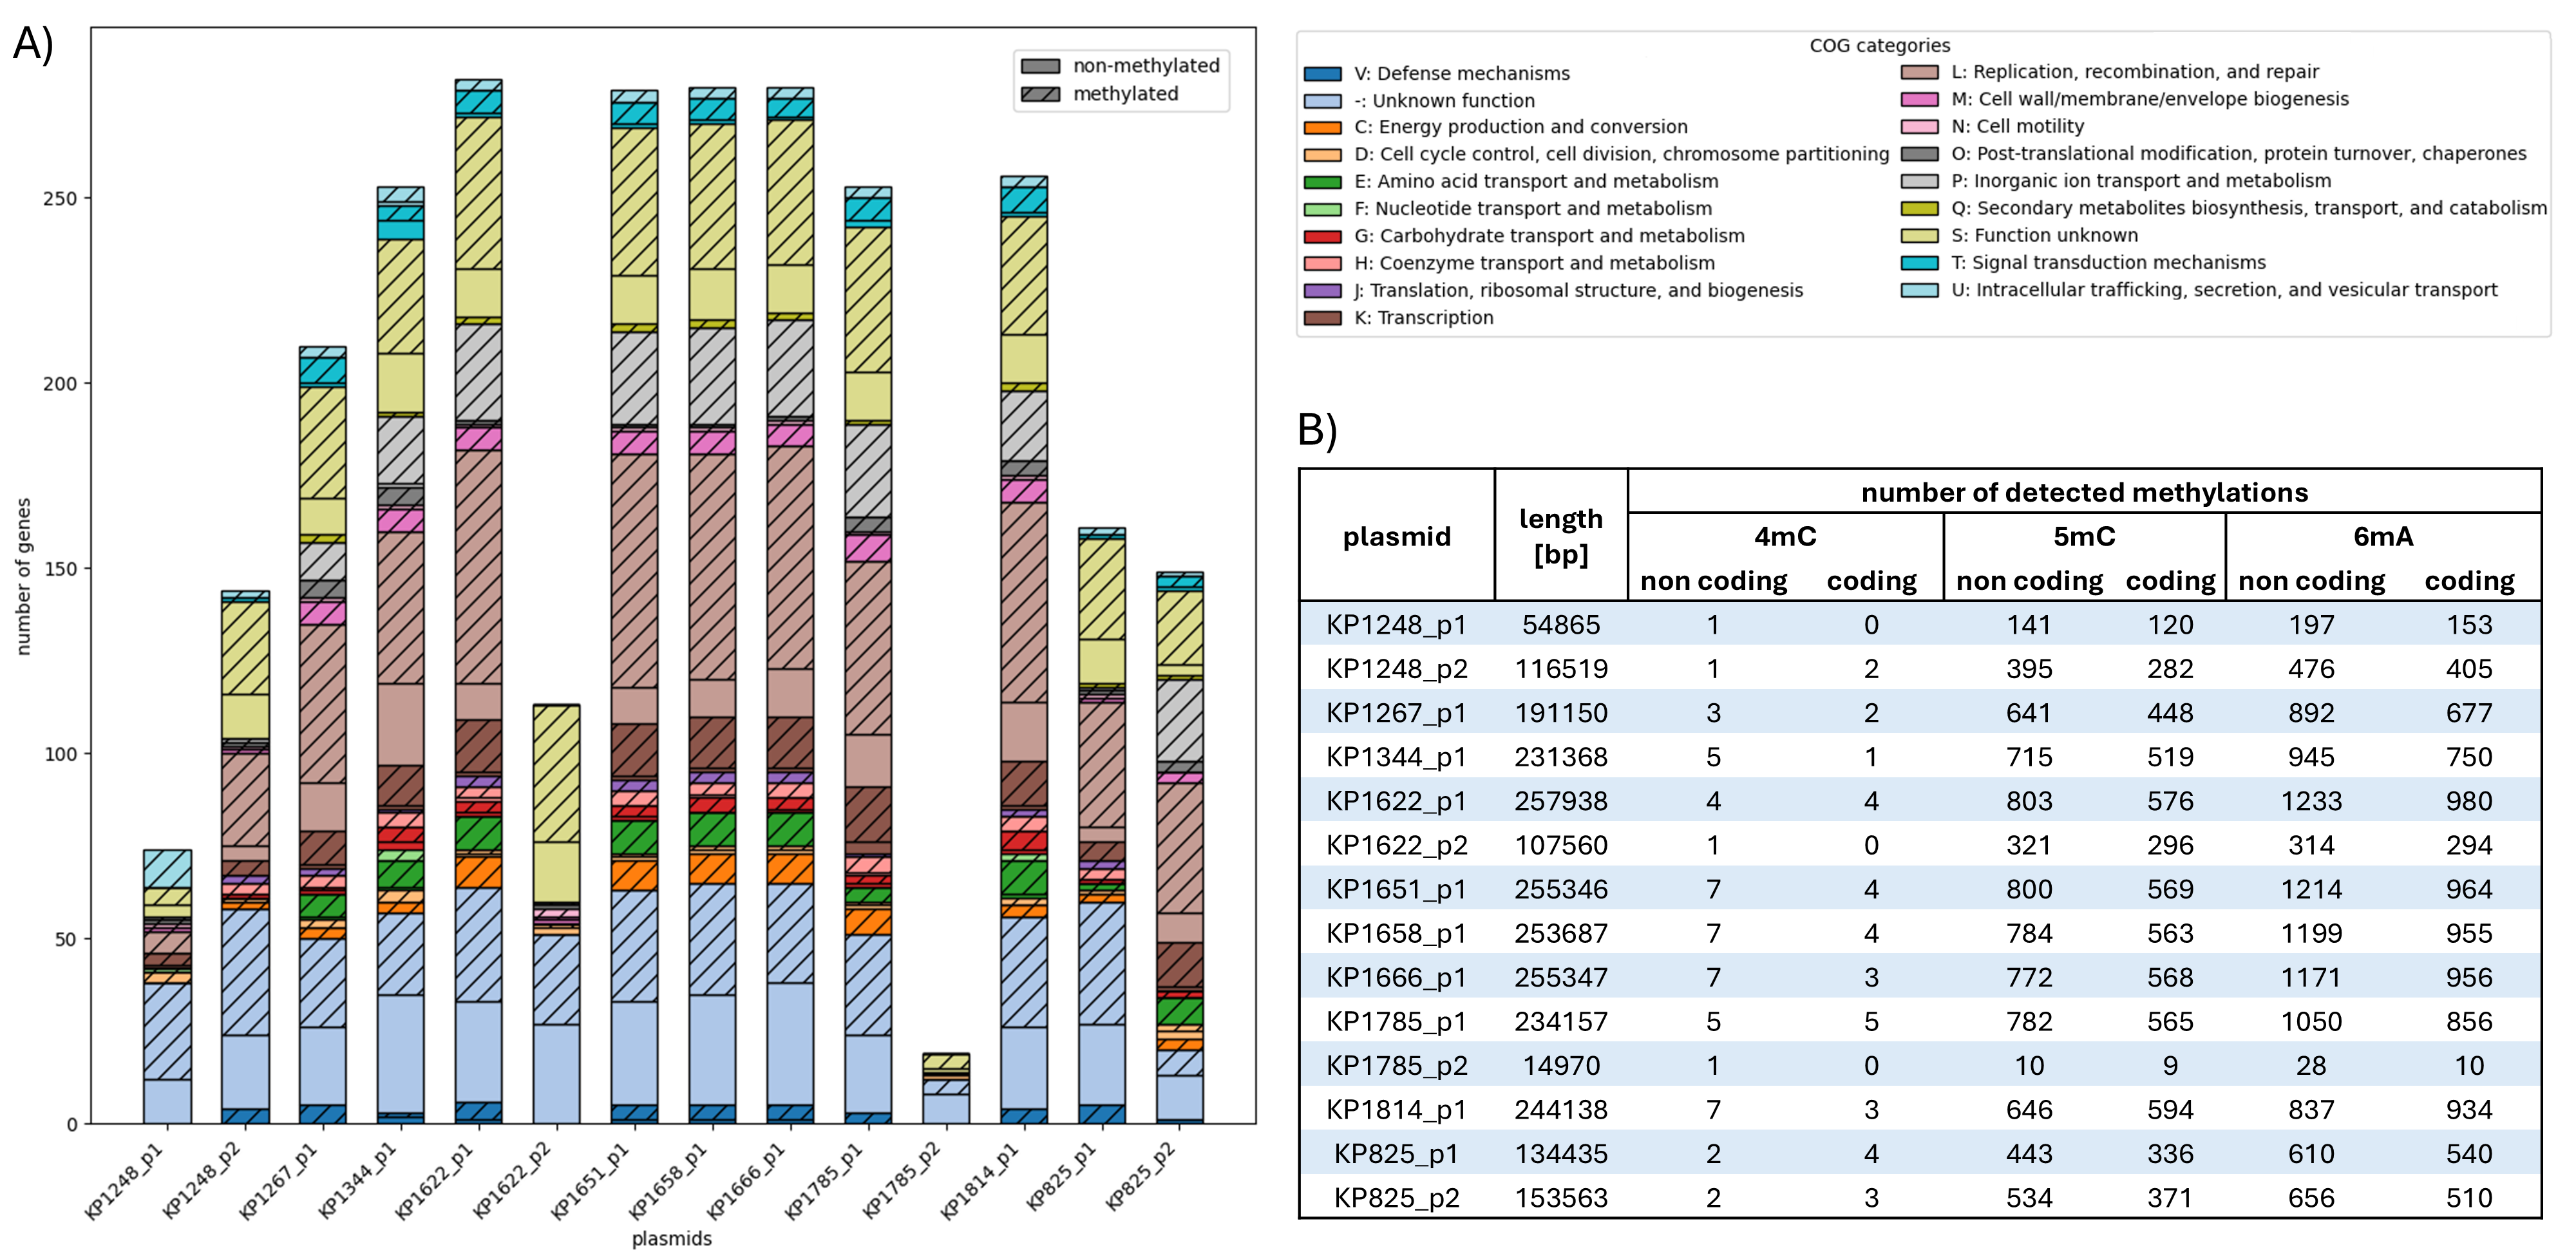 A)
non-methylated
methylated
number of genes
250
200
150
100
50
0
KP1248_p1
KP1248_p2
KP1267_p1
KP1344_p1
KP1622_p1
KP1622_p2
KP1651_p1
KP1658_p1
KP1666_p1
KP1785_p1
KP1785_p2
KP1814_p1
KP825_p1
KP825_p2
plasmids
COG categories
V: Defense mechanisms
-: Unknown function
C: Energy production and conversion
D: Cell cycle control, cell division, chromosome partitioning
E: Amino acid transport and metabolism
F: Nucleotide transport and metabolism
G: Carbohydrate transport and metabolism
H: Coenzyme transport and metabolism
J: Translation, ribosomal structure, and biogenesis
K: Transcription
L: Replication, recombination, and repair
M: Cell wall/membrane/envelope biogenesis
N: Cell motility
O: Post-translational modification, protein turnover, chaperones
P: Inorganic ion transport and metabolism
Q: Secondary metabolites biosynthesis, transport, and catabolism
S: Function unknown
T: Signal transduction mechanisms
U: Intracellular trafficking, secretion, and vesicular transport
B)
plasmid length [bp] number of detected methylations
4mC 5mC 6mA
non coding coding non coding coding non coding coding
KP1248_p1 54865 1 0 141 120 197 153
KP1248_p2 116519 1 2 395 282 476 405
KP1267_p1 191150 3 2 641 448 892 677
KP1344_p1 231368 5 1 715 519 945 750
KP1622_p1 257938 4 4 803 576 1233 980
KP1622_p2 107560 1 0 321 296 314 294
KP1651_p1 255346 7 4 800 569 1214 964
KP1658_p1 253687 7 4 784 563 1199 955
KP1666_p1 255347 7 3 772 568 1171 956
KP1785_p1 234157 5 5 782 565 1050 856
KP1785_p2 14970 1 0 10 9 28 10
KP1814_p1 244138 7 3 646 594 837 934
KP825_p1 134435 2 4 443 336 610 540
KP825_p2 153563 2 3 534 371 656 510